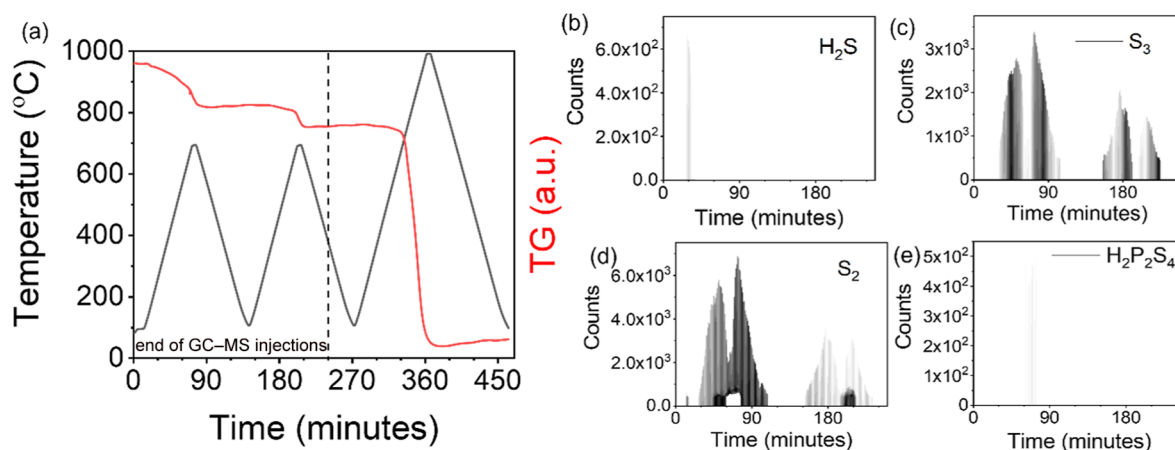 (a)
1000
800
600
400
200
100
0
Temperature (°C)
end of GC–MS injections
0 90 180 270 360 450
Time (minutes)
TG (a.u.)
(b)
H2S
6.0x10²
4.0x10²
2.0x10²
0.0
Counts
0 90 180
Time (minutes)
(c)
S3
3x10³
2x10³
1x10³
0
Counts
0 90 180
Time (minutes)
(d)
S2
6.0x10³
4.0x10³
2.0x10³
0.0
Counts
0 90 180
Time (minutes)
(e)
H2P2S4
5x10²
4x10²
3x10²
2x10²
1x10²
0
Counts
0 90 180
Time (minutes)